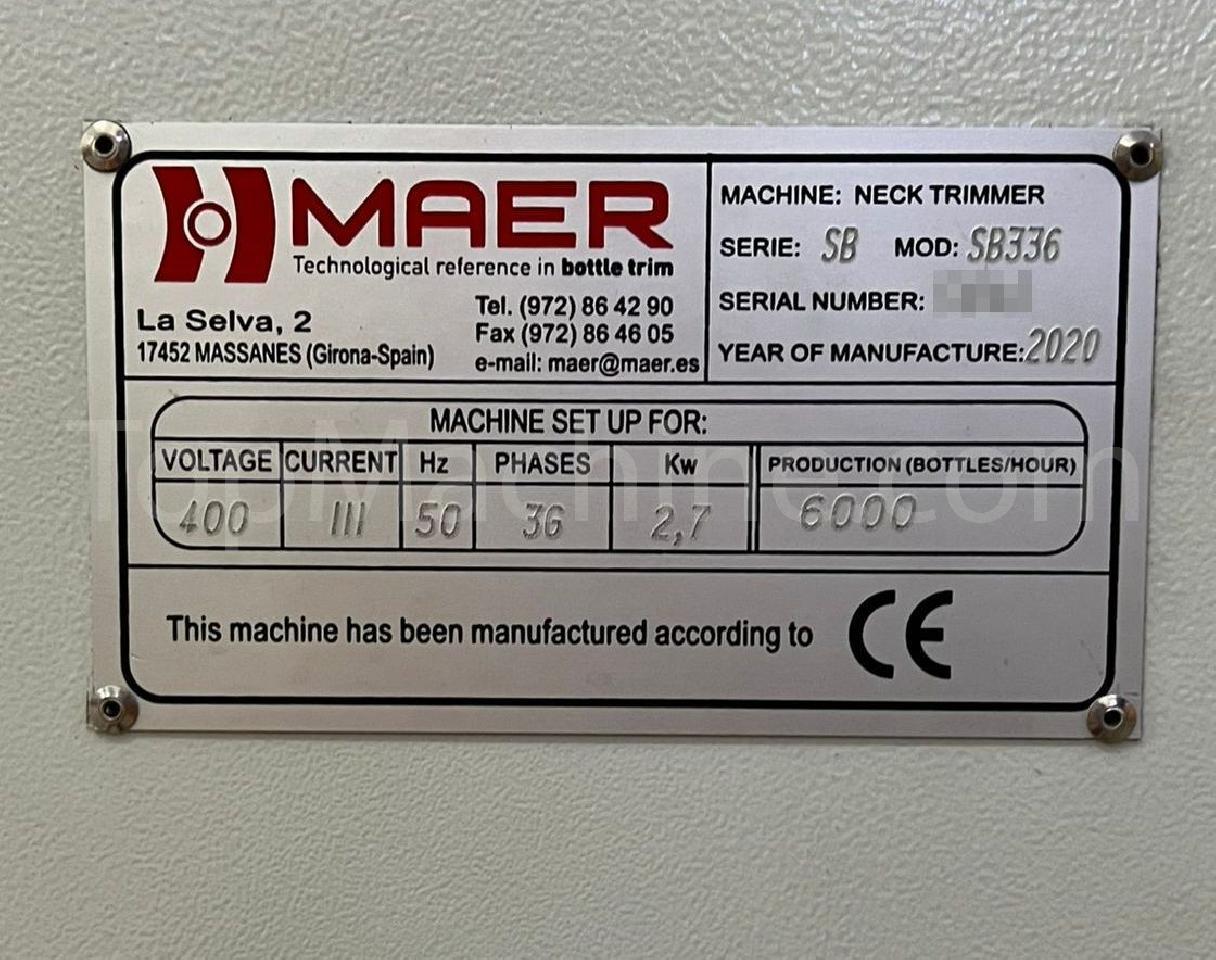 MAER
Technological reference in bottle trim
La Selva, 2
17452 MASSANES (Girona-Spain)
Tel. (972) 86 42 90
Fax (972) 86 46 05
e-mail: maer@maer.es
MACHINE: NECK TRIMMER
SERIE: SB MOD: SB336
SERIAL NUMBER:
YEAR OF MANUFACTURE: 2020
MACHINE SET UP FOR:
VOLTAGE CURRENT Hz PHASES Kw PRODUCTION (BOTTLES/HOUR)
400 III 50 36 2,7 6000
This machine has been manufactured according to CE
TopMachine.com